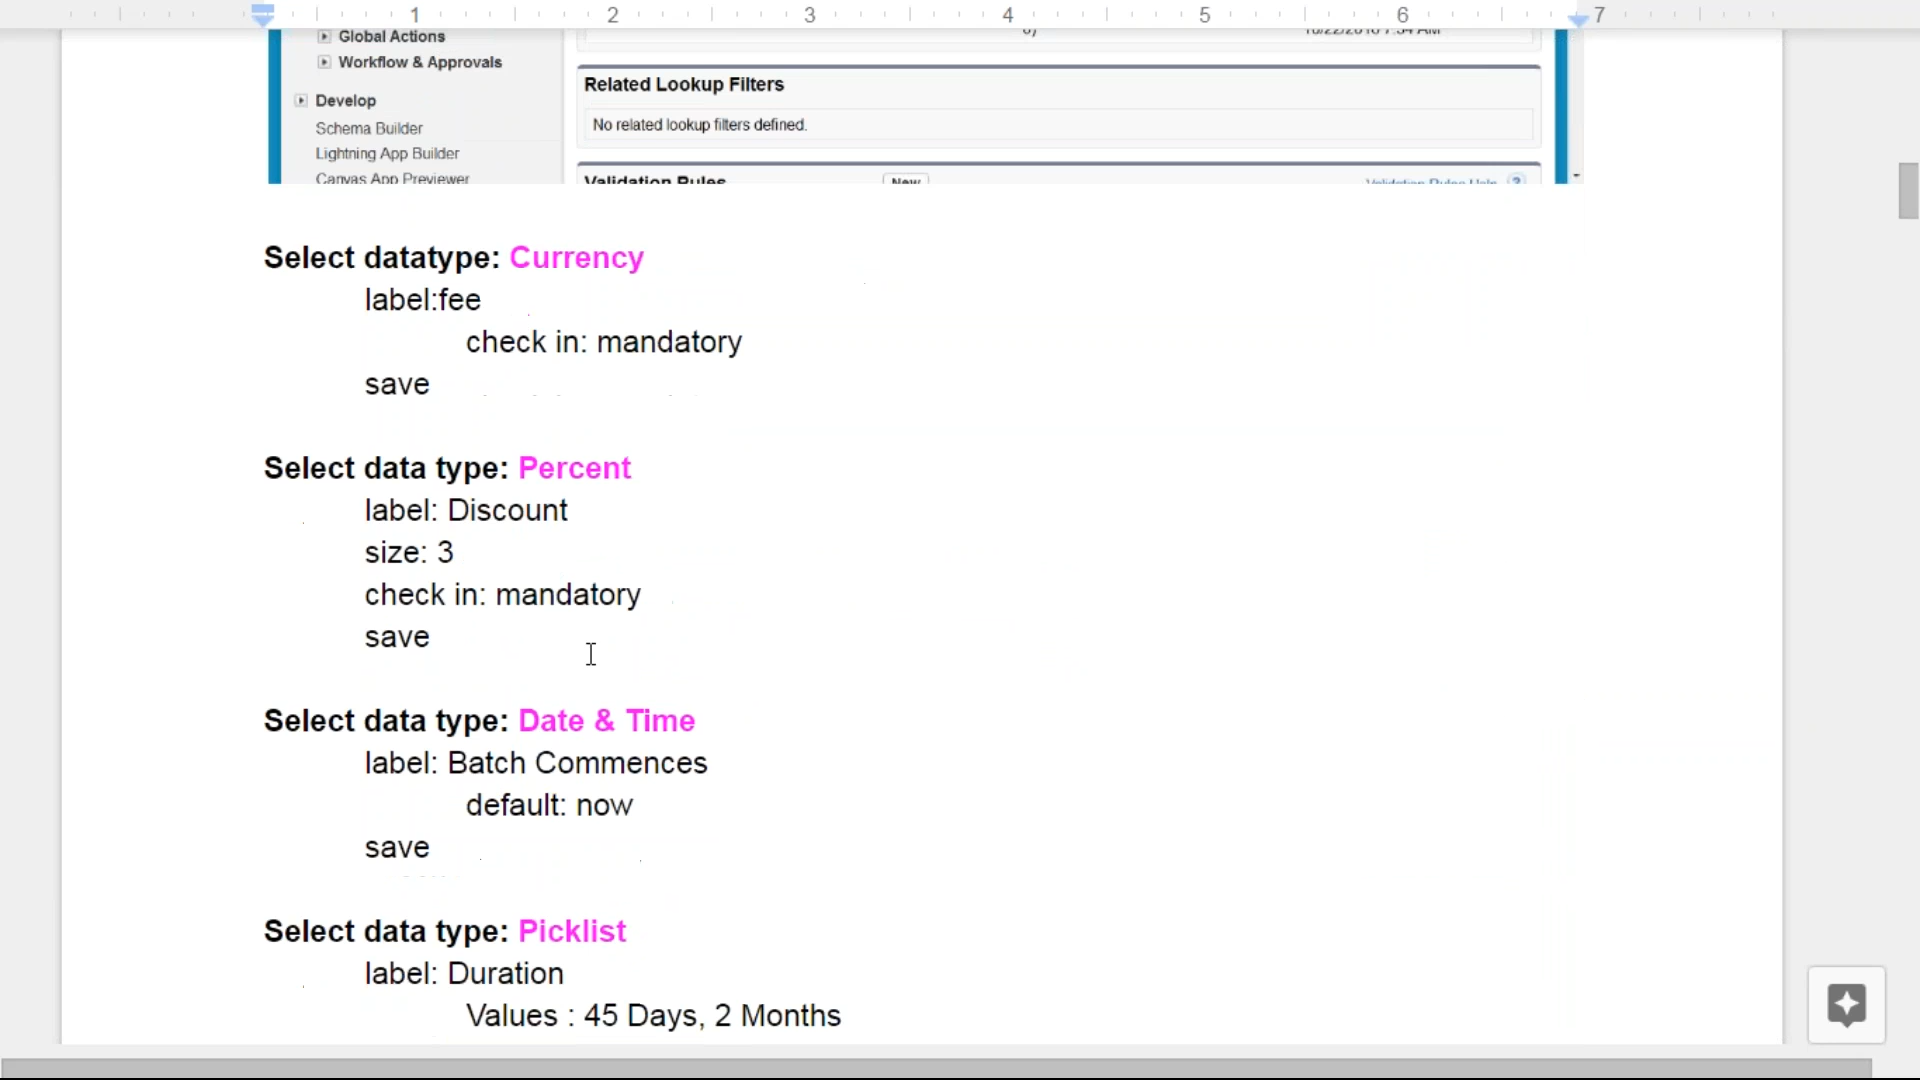 1 2 3 4 5 6 7
Global Actions
Workflow & Approvals
Develop
Schema Builder
Lightning App Builder
Canvas App Previewer
Related Lookup Filters
No related lookup filters defined.
Validation Rules New Validation Rules Help ?
Select datatype: Currency
label:fee
check in: mandatory
save
Select data type: Percent
label: Discount
size: 3
check in: mandatory
save
Select data type: Date & Time
label: Batch Commences
default: now
save
Select data type: Picklist
label: Duration
Values : 45 Days, 2 Months